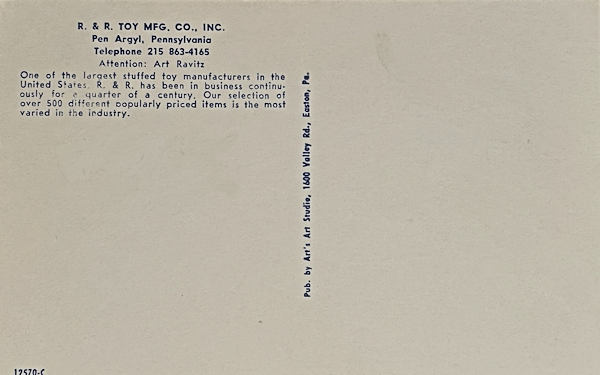 R. & R. TOY MFG. CO., INC.
Pen Argyl, Pennsylvania
Telephone 215 863-4165
Attention: Art Ravitz
One of the largest stuffed toy manufacturers in the
United States, R. & R. has been in business continu-
ously for a quarter of a century. Our selection of
over 500 different popularly priced items is the most
varied in the industry.
Pub. by Art's Art Studio, 1600 Valley Rd., Easton, Pa.
12570-C